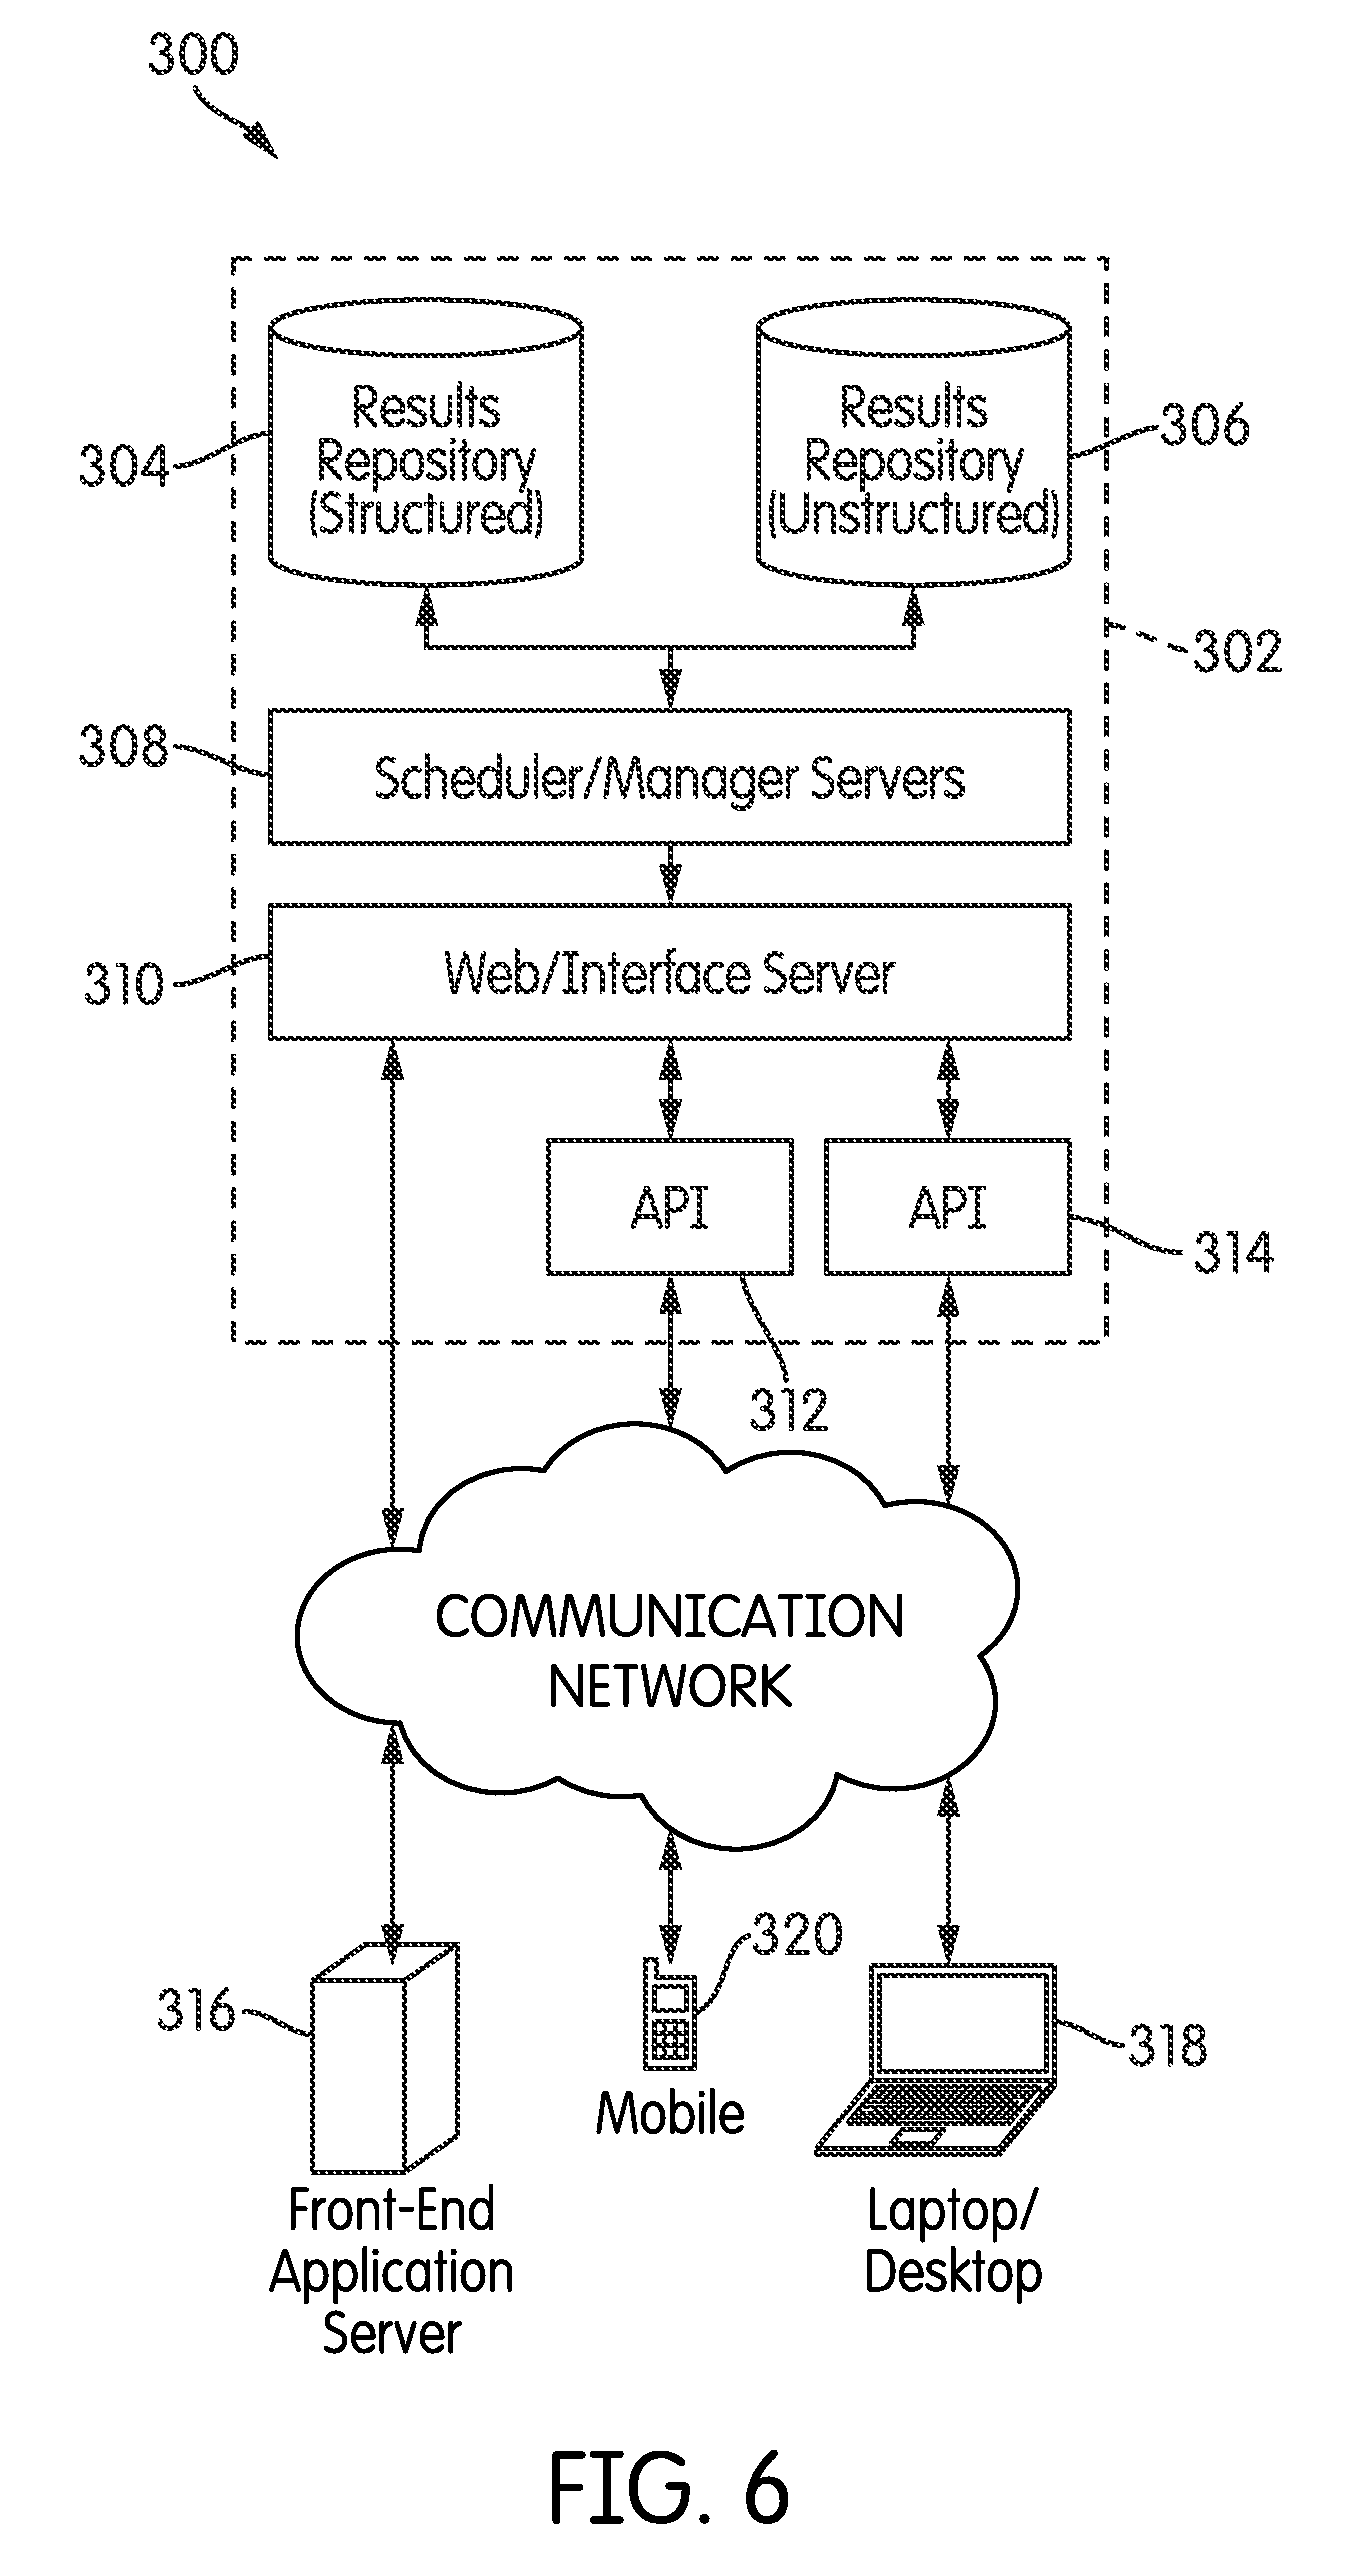 300
Results
Repository
(Structured)
Results
Repository
(Unstructured)
304
306
302
308
Scheduler/Manager Servers
310
Web/Interface Server
API
API
314
312
COMMUNICATION
NETWORK
316
320
318
Mobile
Front-End
Application
Server
Laptop/
Desktop
FIG. 6